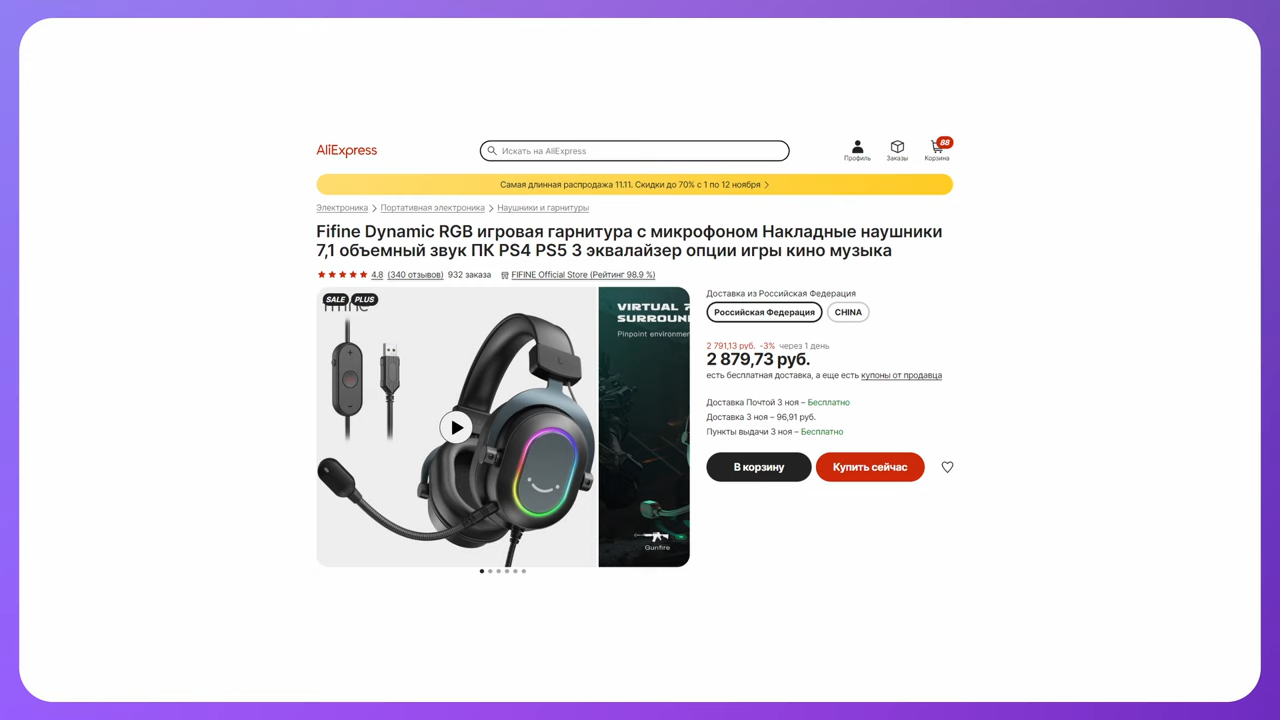 AliExpress
Искать на AliExpress
Профиль
Заказы
Корзина
88
Самая длинная распродажа 11.11. Скидки до 70% с 1 по 12 ноября
Электроника
Портативная электроника
Наушники и гарнитуры
Fifine Dynamic RGB игровая гарнитура с микрофоном Накладные наушники
7,1 объемный звук ПК PS4 PS5 3 эквалайзер опции игры кино музыка
4.8 (340 отзывов) 932 заказа FIFINE Official Store (Рейтинг 98.9 %)
SALE PLUS
fifine
VIRTUAL 7
SURROUN
Pinpoint environmen
Gunfire
Доставка из Российская Федерация
Российская Федерация
CHINA
2 791,13 руб. -3% через 1 день
2 879,73 руб.
есть бесплатная доставка, а еще есть купоны от продавца
Доставка Почтой 3 ноя – Бесплатно
Доставка 3 ноя – 96,91 руб.
Пункты выдачи 3 ноя – Бесплатно
В корзину
Купить сейчас